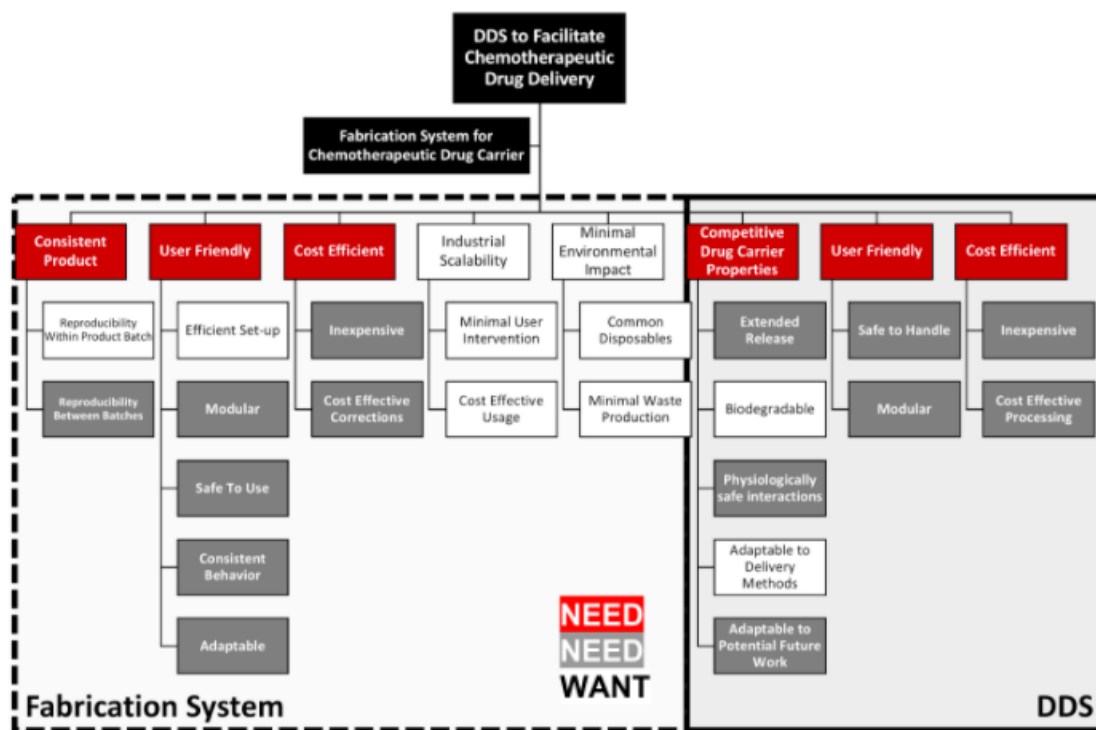 DDS to Facilitate
Chemotherapeutic
Drug Delivery
Fabrication System for
Chemotherapeutic Drug Carrier
Consistent
Product
User Friendly
Cost Efficient
Industrial
Scalability
Minimal
Environmental
Impact
Competitive
Drug Carrier
Properties
User Friendly
Cost Efficient
Reproducibility
Within Product Batch
Efficient Set-up
Inexpensive
Minimal User
Intervention
Common
Disposables
Extended
Release
Safe to Handle
Inexpensive
Reproducibility
Between Batches
Modular
Cost Effective
Corrections
Cost Effective
Usage
Minimal Waste
Production
Biodegradable
Modular
Cost Effective
Processing
Safe To Use
Physiologically
safe interactions
Consistent
Behavior
Adaptable to
Delivery
Methods
Adaptable
Adaptable to
Potential Future
Work
NEED
NEED
WANT
Fabrication System
DDS